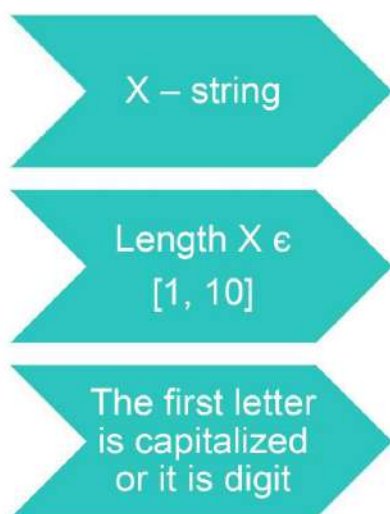 X – string
Length X є
[1, 10]
The first letter
is capitalized
or it is digit